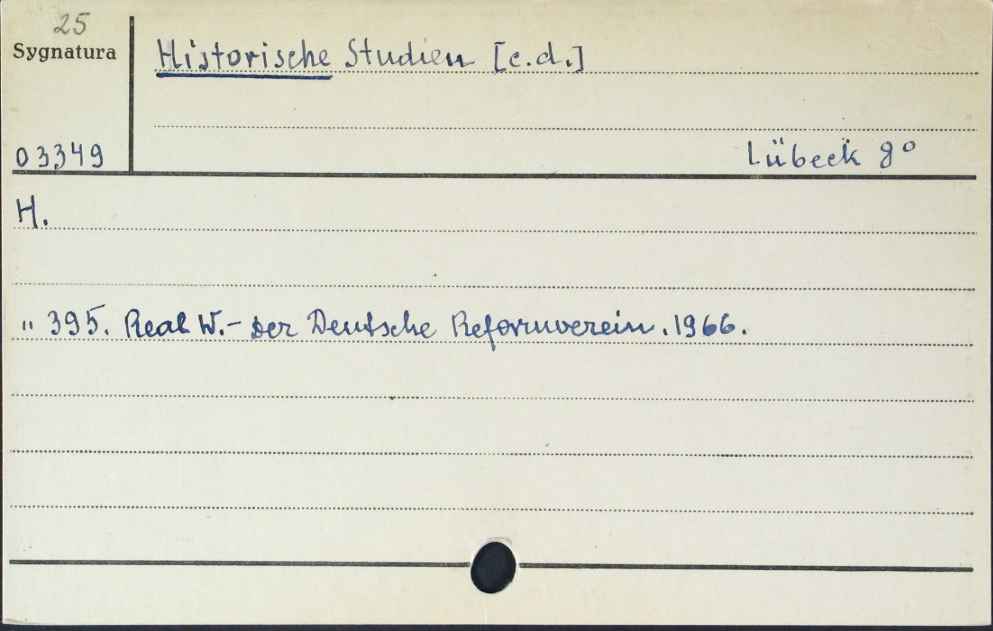 25
Sygnatura
Historische Studien [c.d.]
03349
Lübeck 8°
H.
" 395. Real W.- Der Deutsche Reformverein. 1966.